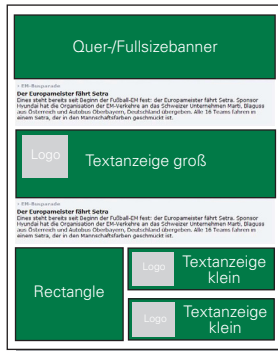 Quer-/Fullsizebanner
• EM-Busparade
Der Europameister fährt Setra
Eines steht bereits seit Beginn der Fußball-EM fest: der Europameister fährt Setra. Sponsor
Hyundai hat die Organisation der EM-Verkehre an das Schweizer Unternehmen Marti, Blaguss
aus Österreich und Autobus Oberbayern, Deutschland übergeben. Alle 16 Teams fahren in
einem Setra, der in den Mannschaftsfarben geschmückt ist.
Logo
Textanzeige groß
• EM-Busparade
Der Europameister fährt Setra
Eines steht bereits seit Beginn der Fußball-EM fest: der Europameister fährt Setra. Sponsor
Hyundai hat die Organisation der EM-Verkehre an das Schweizer Unternehmen Marti, Blaguss
aus Österreich und Autobus Oberbayern, Deutschland übergeben. Alle 16 Teams fahren in
einem Setra, der in den Mannschaftsfarben geschmückt ist.
Rectangle
Logo
Textanzeige
klein
Logo
Textanzeige
klein